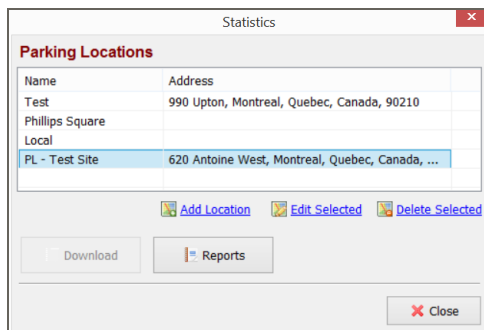 Statistics
Parking Locations
Name Address
Test 990 Upton, Montreal, Quebec, Canada, 90210
Phillips Square
Local
PL - Test Site 620 Antoine West, Montreal, Quebec, Canada, ...
Add Location Edit Selected Delete Selected
Download Reports
Close